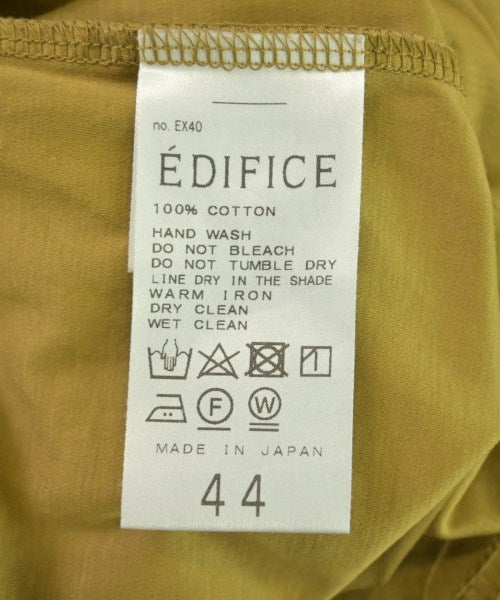 no. EX40
ÉDIFICE
100% COTTON
HAND WASH
DO NOT BLEACH
DO NOT TUMBLE DRY
LINE DRY IN THE SHADE
WARM IRON
DRY CLEAN
WET CLEAN
F W
MADE IN JAPAN
44